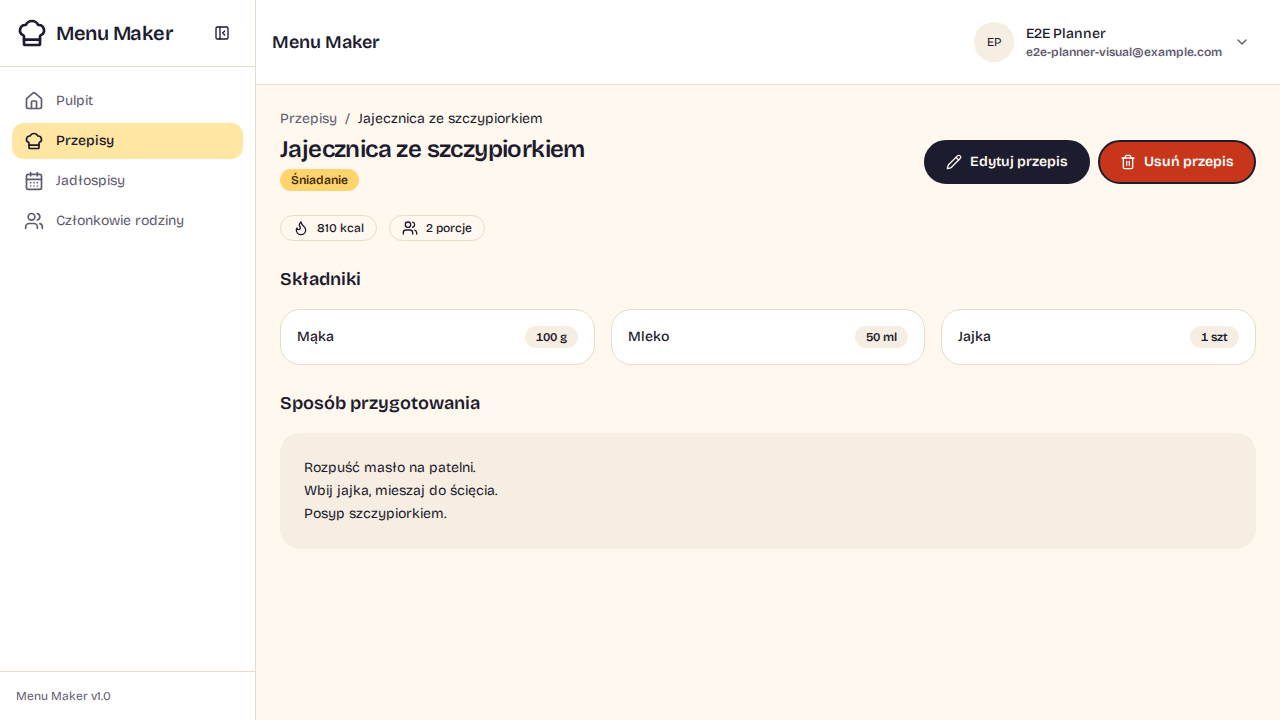 Menu Maker
Pulpit
Przepisy
Jadłospisy
Członkowie rodziny
Menu Maker v1.0
Menu Maker
EP
E2E Planner
e2e-planner-visual@example.com
Przepisy / Jajecznica ze szczypiorkiem
Jajecznica ze szczypiorkiem
Śniadanie
Edytuj przepis
Usuń przepis
810 kcal
2 porcje
Składniki
Mąka 100 g
Mleko 50 ml
Jajka 1 szt
Sposób przygotowania
Rozpuść masło na patelni.
Wbij jajka, mieszaj do ścięcia.
Posyp szczypiorkiem.